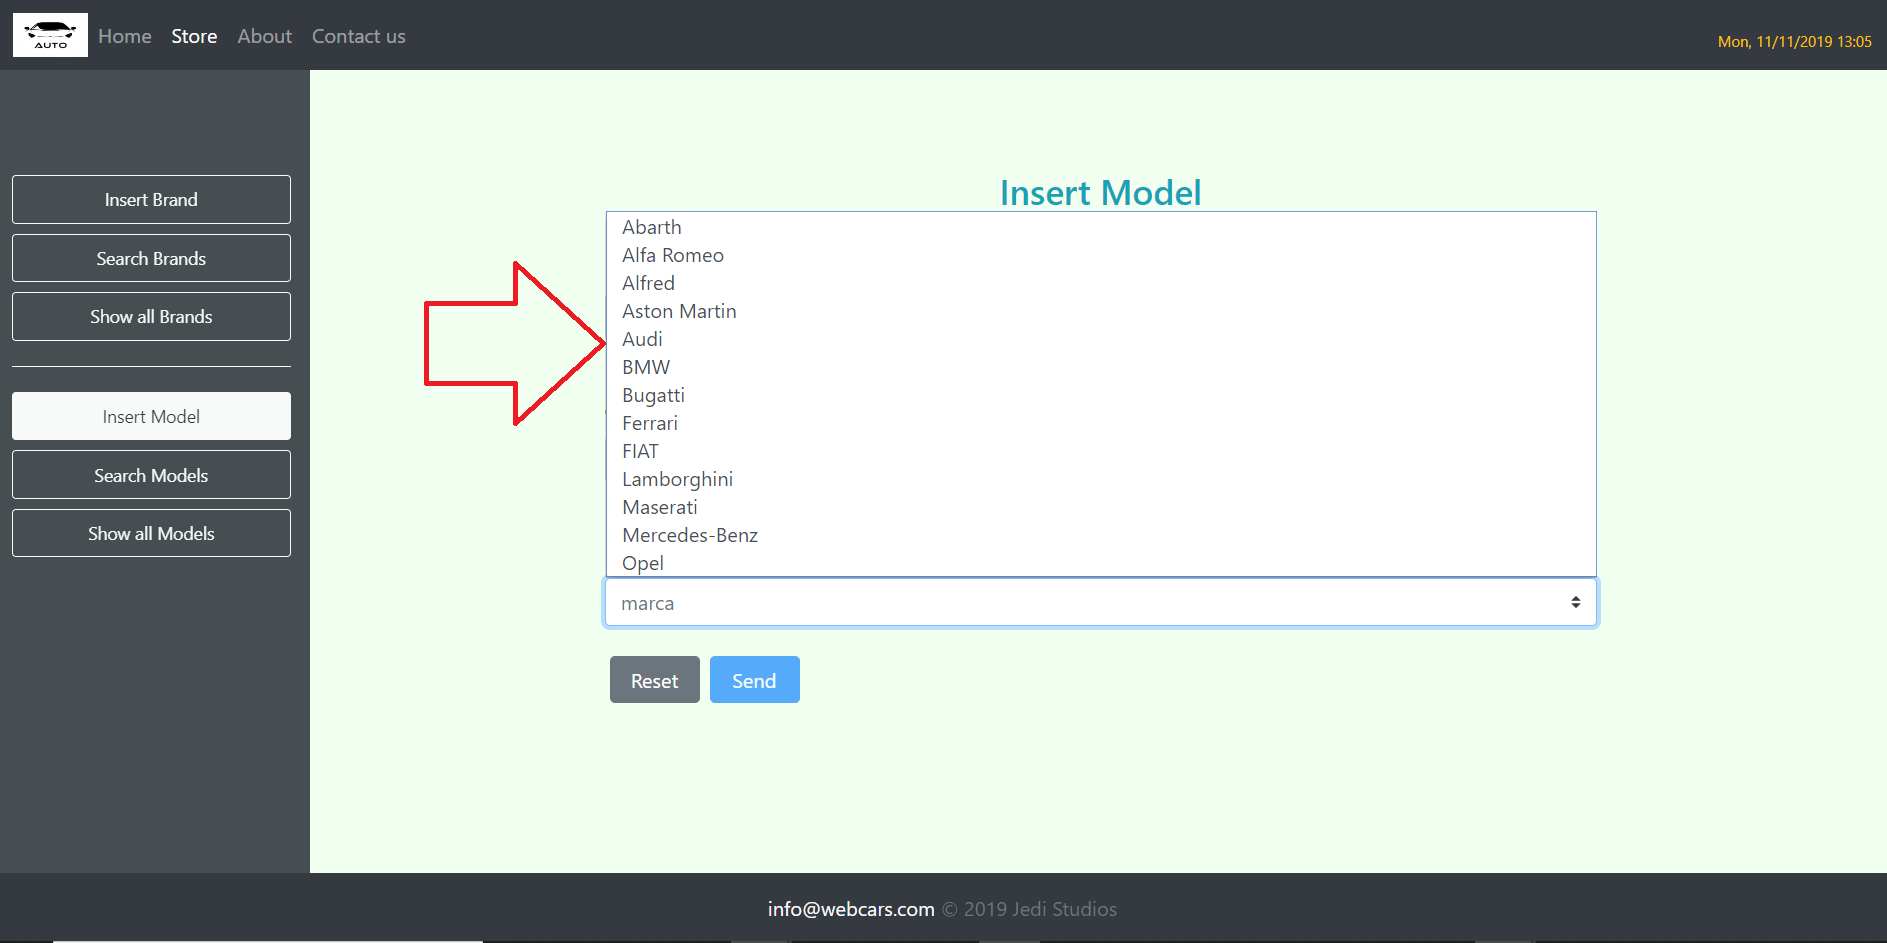 AUTO
Home Store About Contact us
Mon, 11/11/2019 13:05
Insert Brand
Search Brands
Show all Brands
Insert Model
Search Models
Show all Models
Insert Model
Abarth
Alfa Romeo
Alfred
Aston Martin
Audi
BMW
Bugatti
Ferrari
FIAT
Lamborghini
Maserati
Mercedes-Benz
Opel
marca
Reset Send
info@webcars.com © 2019 Jedi Studios